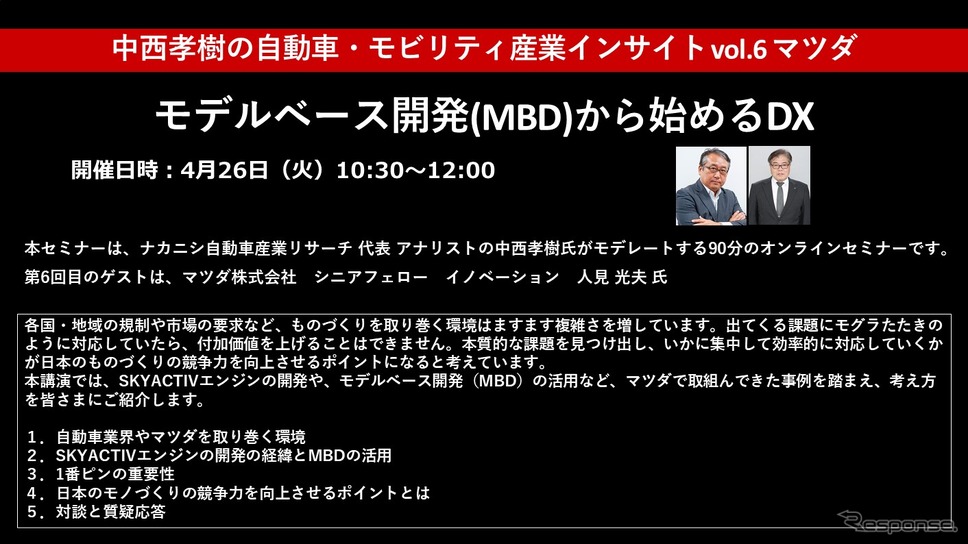 中西孝樹の自動車・モビリティ産業インサイト vol.6 マツダ
モデルベース開発(MBD)から始めるDX
開催日時：4月26日（火）10:30～12:00
本セミナーは、ナカニシ自動車産業リサーチ 代表 アナリストの中西孝樹氏がモデレートする90分のオンラインセミナーです。
第6回目のゲストは、マツダ株式会社　シニアフェロー　イノベーション　人見 光夫 氏
各国・地域の規制や市場の要求など、ものづくりを取り巻く環境はますます複雑さを増しています。出てくる課題にモグラたたきの
ように対応していたら、付加価値を上げることはできません。本質的な課題を見つけ出し、いかに集中して効率的に対応していくか
が日本のものづくりの競争力を向上させるポイントになると考えています。
本講演では、SKYACTIVエンジンの開発や、モデルベース開発（MBD）の活用など、マツダで取組んできた事例を踏まえ、考え方
を皆さまにご紹介します。
１．自動車業界やマツダを取り巻く環境
２．SKYACTIVエンジンの開発の経緯とMBDの活用
３．1番ピンの重要性
４．日本のモノづくりの競争力を向上させるポイントとは
５．対談と質疑応答
Response.